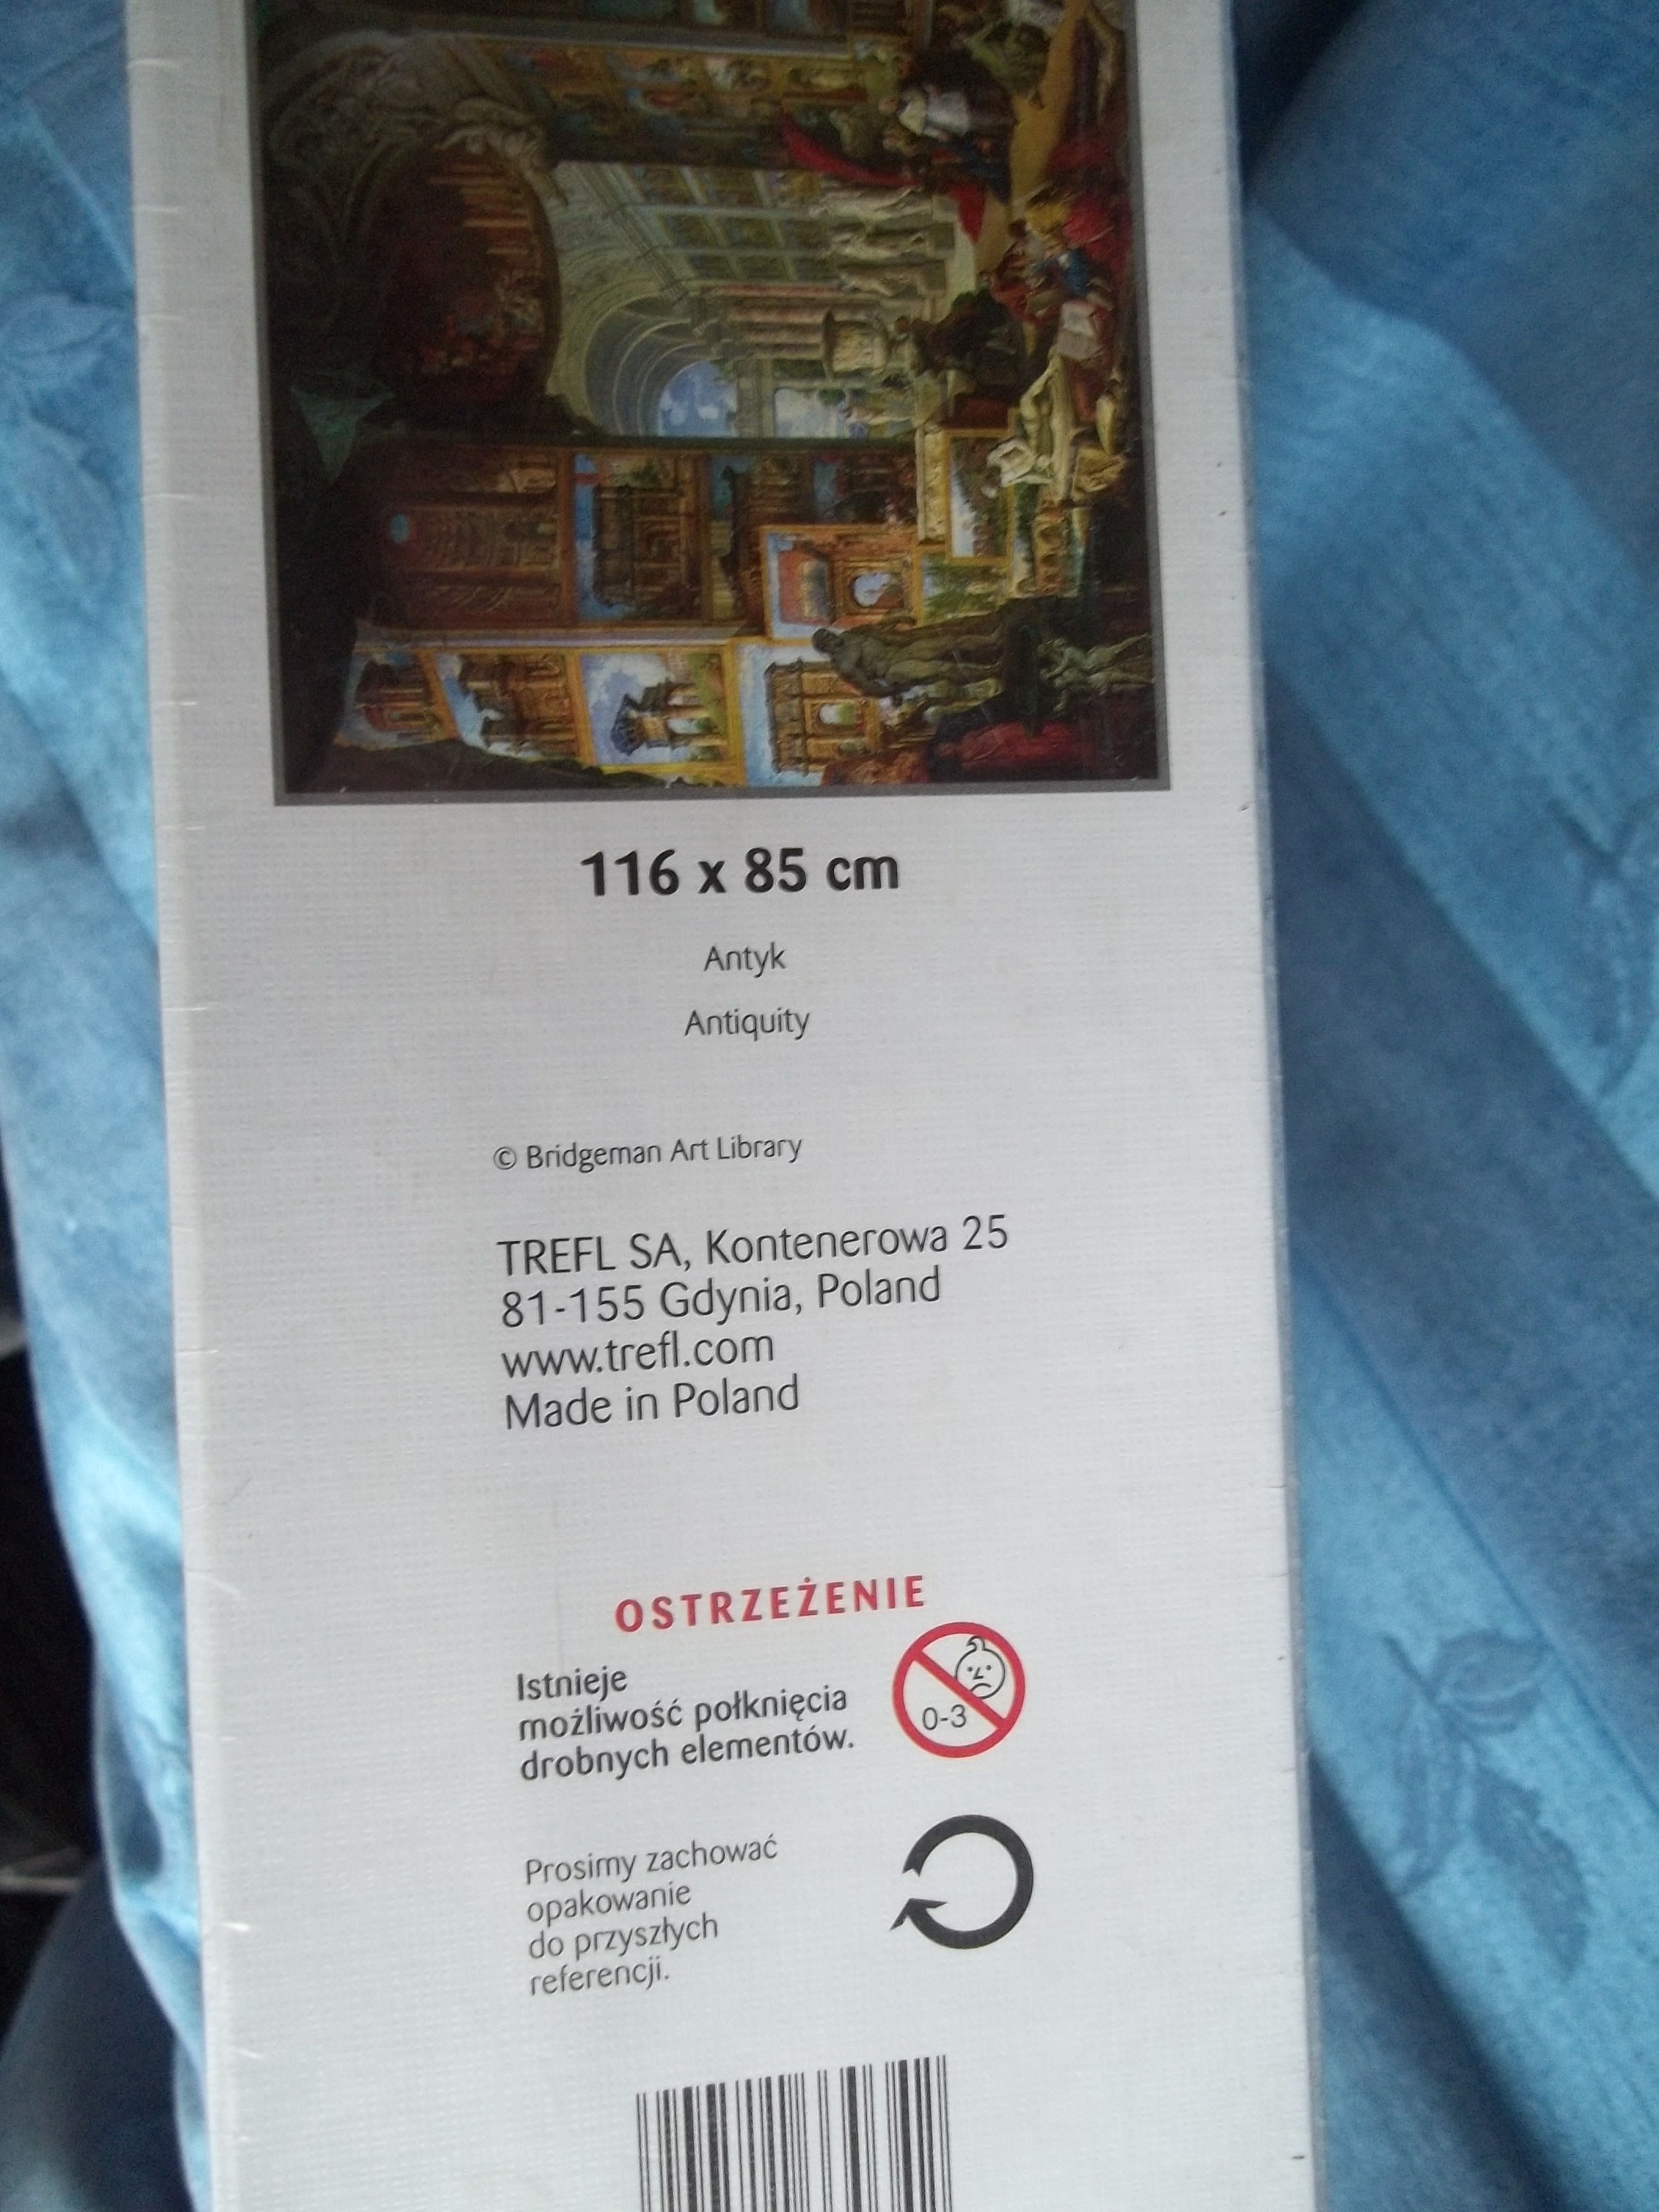 116 x 85 cm
Antyk
Antiquity
© Bridgeman Art Library
TREFL SA, Kontenerowa 25
81-155 Gdynia, Poland
www.trefl.com
Made in Poland
OSTRZEŻENIE
Istnieje
możliwość połknięcia
drobnych elementów.
0-3
Prosimy zachować
opakowanie
do przyszłych
referencji.